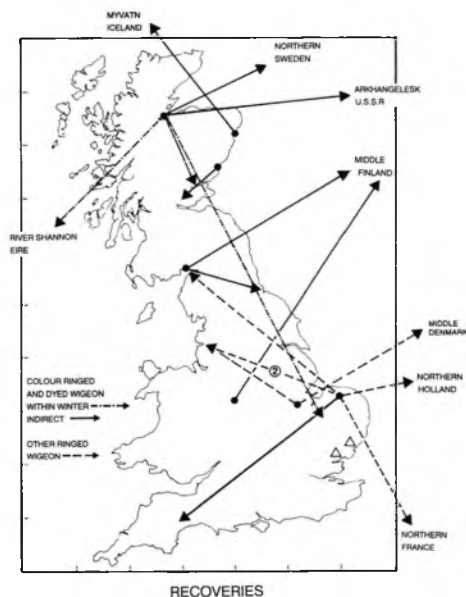 MYVATN
ICELAND
NORTHERN
SWEDEN
ARKHANGELESK
U.S.S.R
MIDDLE
FINLAND
RIVER SHANNON
EIRE
MIDDLE
DENMARK
②
NORTHERN
HOLLAND
COLOUR RINGED
AND DYED WIGEON
WITHIN WINTER
INDIRECT
OTHER RINGED
WIGEON
NORTHERN
FRANCE
RECOVERIES